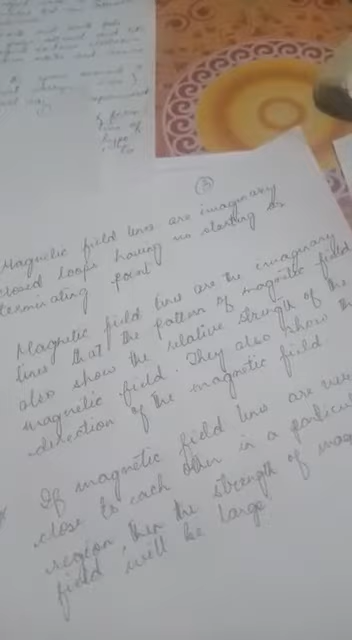 ③
Magnetic field lines are imaginary
closed loops having no starting or
terminating point
Magnetic field lines are the imaginary
lines that the pattern of magnetic field
also show the relative strength of the
magnetic field. They also show the
direction of the magnetic field
If magnetic field lines are very
close to each other in a particul
region, then the strength of mag
field will be large